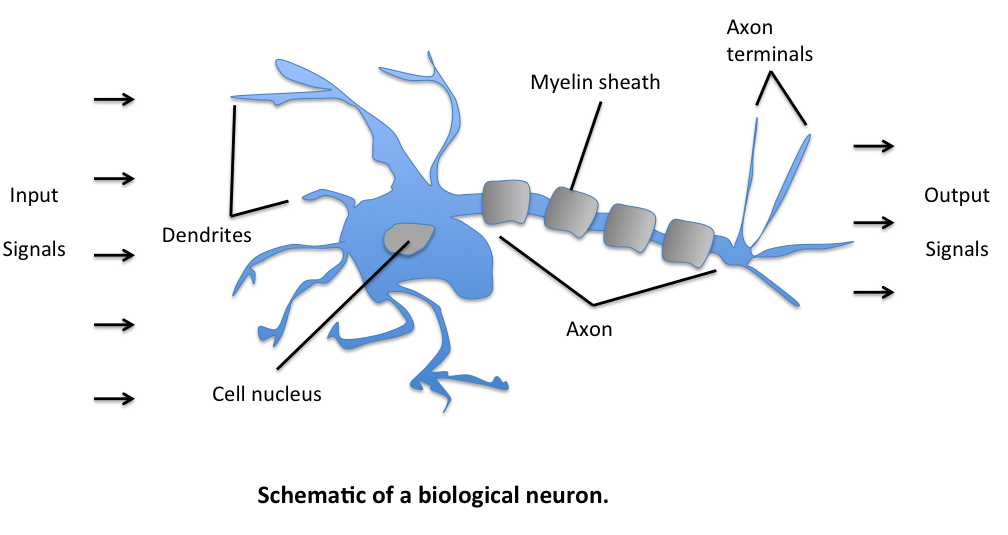 Axon
terminals
Myelin sheath
Input
Signals
Dendrites
Output
Signals
Axon
Cell nucleus
Schematic of a biological neuron.